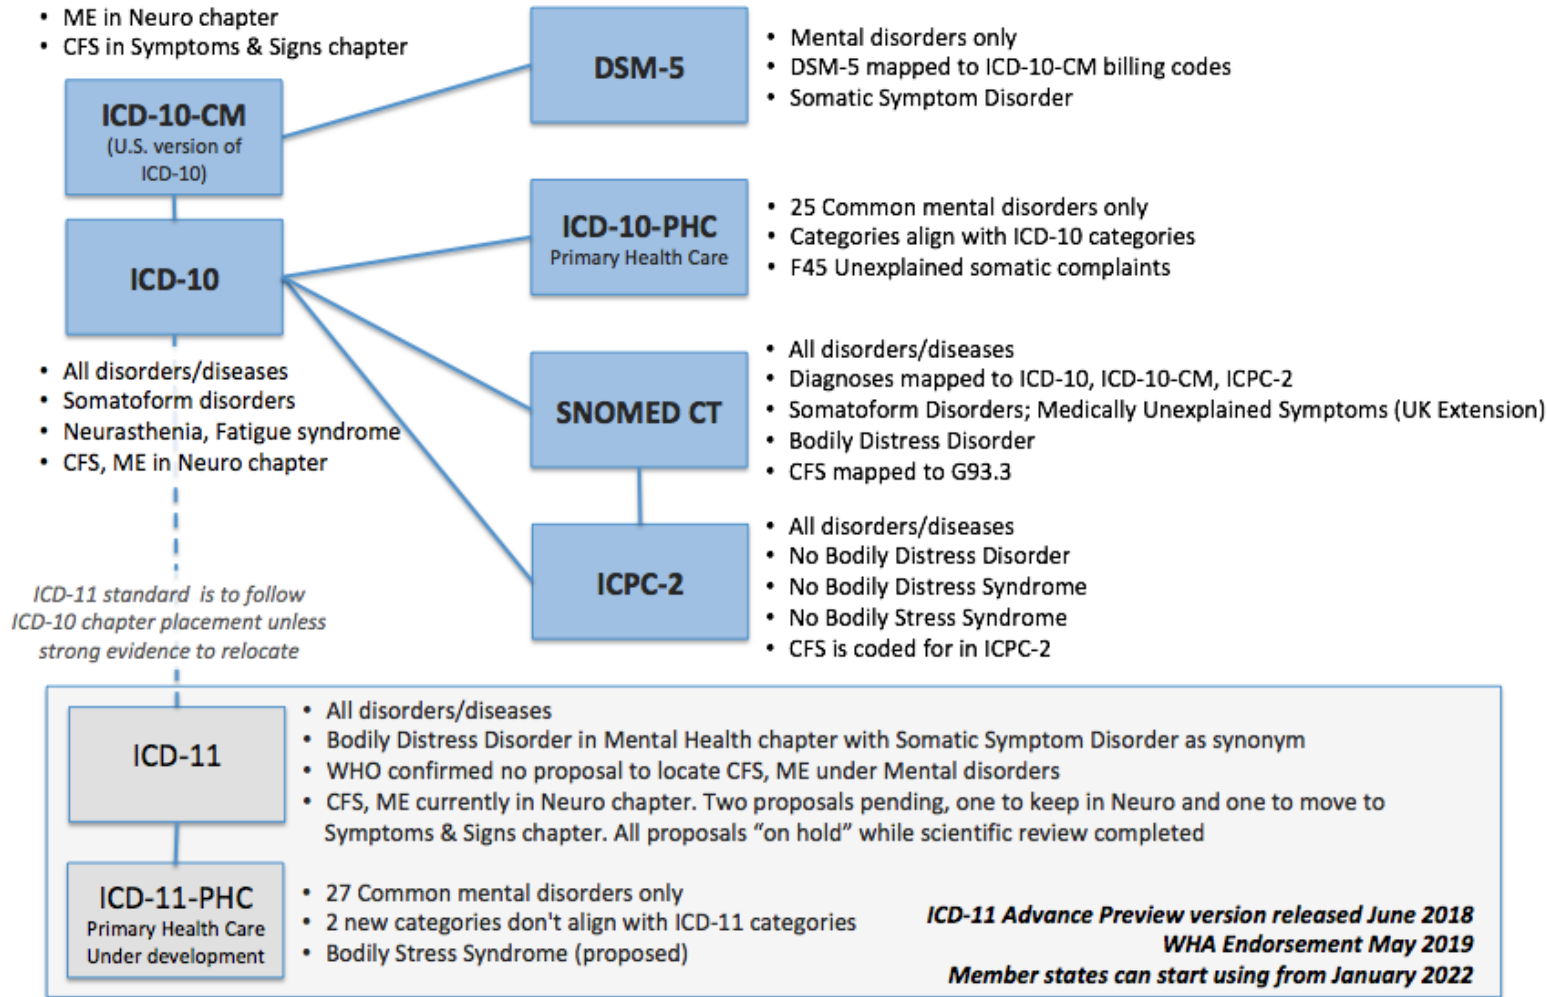 • ME in Neuro chapter
• CFS in Symptoms & Signs chapter
ICD-10-CM
(U.S. version of
ICD-10)
DSM-5
• Mental disorders only
• DSM-5 mapped to ICD-10-CM billing codes
• Somatic Symptom Disorder
ICD-10
ICD-10-PHC
Primary Health Care
• 25 Common mental disorders only
• Categories align with ICD-10 categories
• F45 Unexplained somatic complaints
• All disorders/diseases
• Somatoform disorders
• Neurasthenia, Fatigue syndrome
• CFS, ME in Neuro chapter
SNOMED CT
• All disorders/diseases
• Diagnoses mapped to ICD-10, ICD-10-CM, ICPC-2
• Somatoform Disorders; Medically Unexplained Symptoms (UK Extension)
• Bodily Distress Disorder
• CFS mapped to G93.3
ICPC-2
• All disorders/diseases
• No Bodily Distress Disorder
• No Bodily Distress Syndrome
• No Bodily Stress Syndrome
• CFS is coded for in ICPC-2
ICD-11 standard is to follow
ICD-10 chapter placement unless
strong evidence to relocate
ICD-11
• All disorders/diseases
• Bodily Distress Disorder in Mental Health chapter with Somatic Symptom Disorder as synonym
• WHO confirmed no proposal to locate CFS, ME under Mental disorders
• CFS, ME currently in Neuro chapter. Two proposals pending, one to keep in Neuro and one to move to
Symptoms & Signs chapter. All proposals “on hold” while scientific review completed
ICD-11-PHC
Primary Health Care
Under development
• 27 Common mental disorders only
• 2 new categories don't align with ICD-11 categories
• Bodily Stress Syndrome (proposed)
ICD-11 Advance Preview version released June 2018
WHA Endorsement May 2019
Member states can start using from January 2022